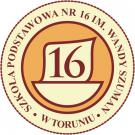 SZKOŁA PODSTAWOWA NR 16 IM. WANDY SZUMAN
16
• W TORUNIU •